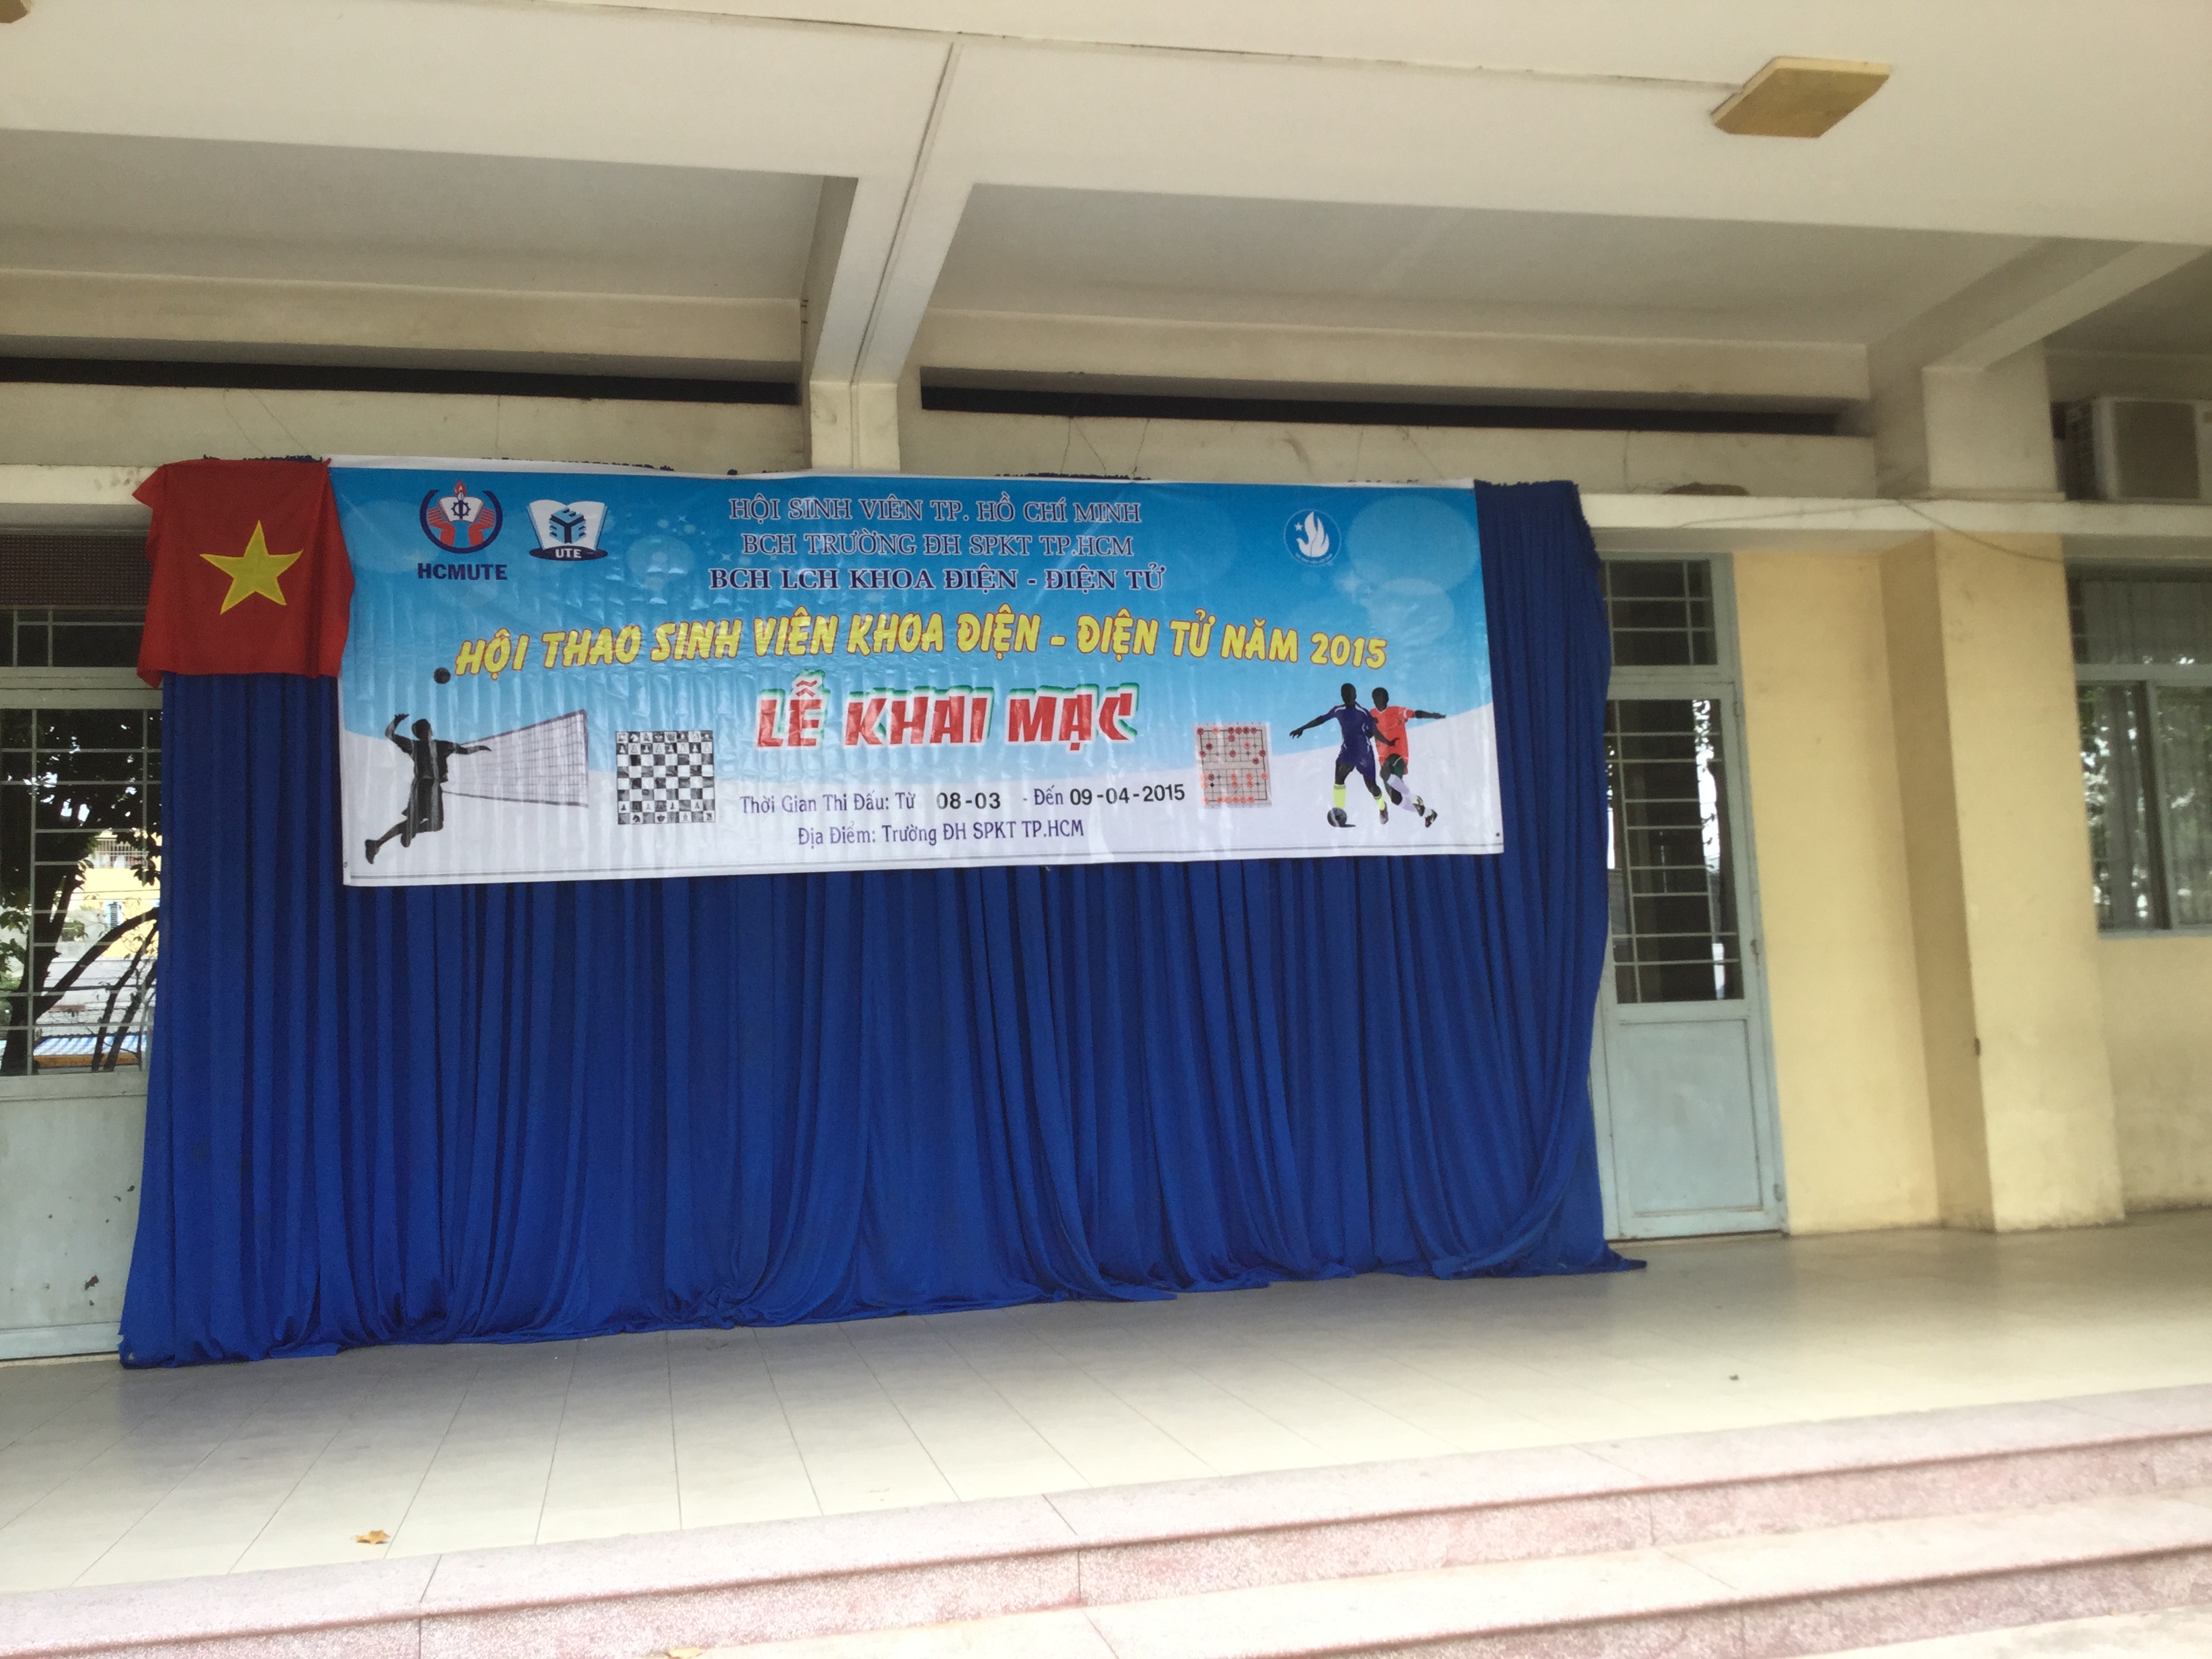 HCMUTE
UTE
HỘI SINH VIÊN TP. HỒ CHÍ MINH
BCH TRƯỜNG ĐH SPKT TP.HCM
BCH LCH KHOA ĐIỆN - ĐIỆN TỬ
HỘI THAO SINH VIÊN KHOA ĐIỆN - ĐIỆN TỬ NĂM 2015
LỄ KHAI MẠC
Thời Gian Thi Đấu: Từ 08-03 - Đến 09-04-2015
Địa Điểm: Trường ĐH SPKT TP.HCM